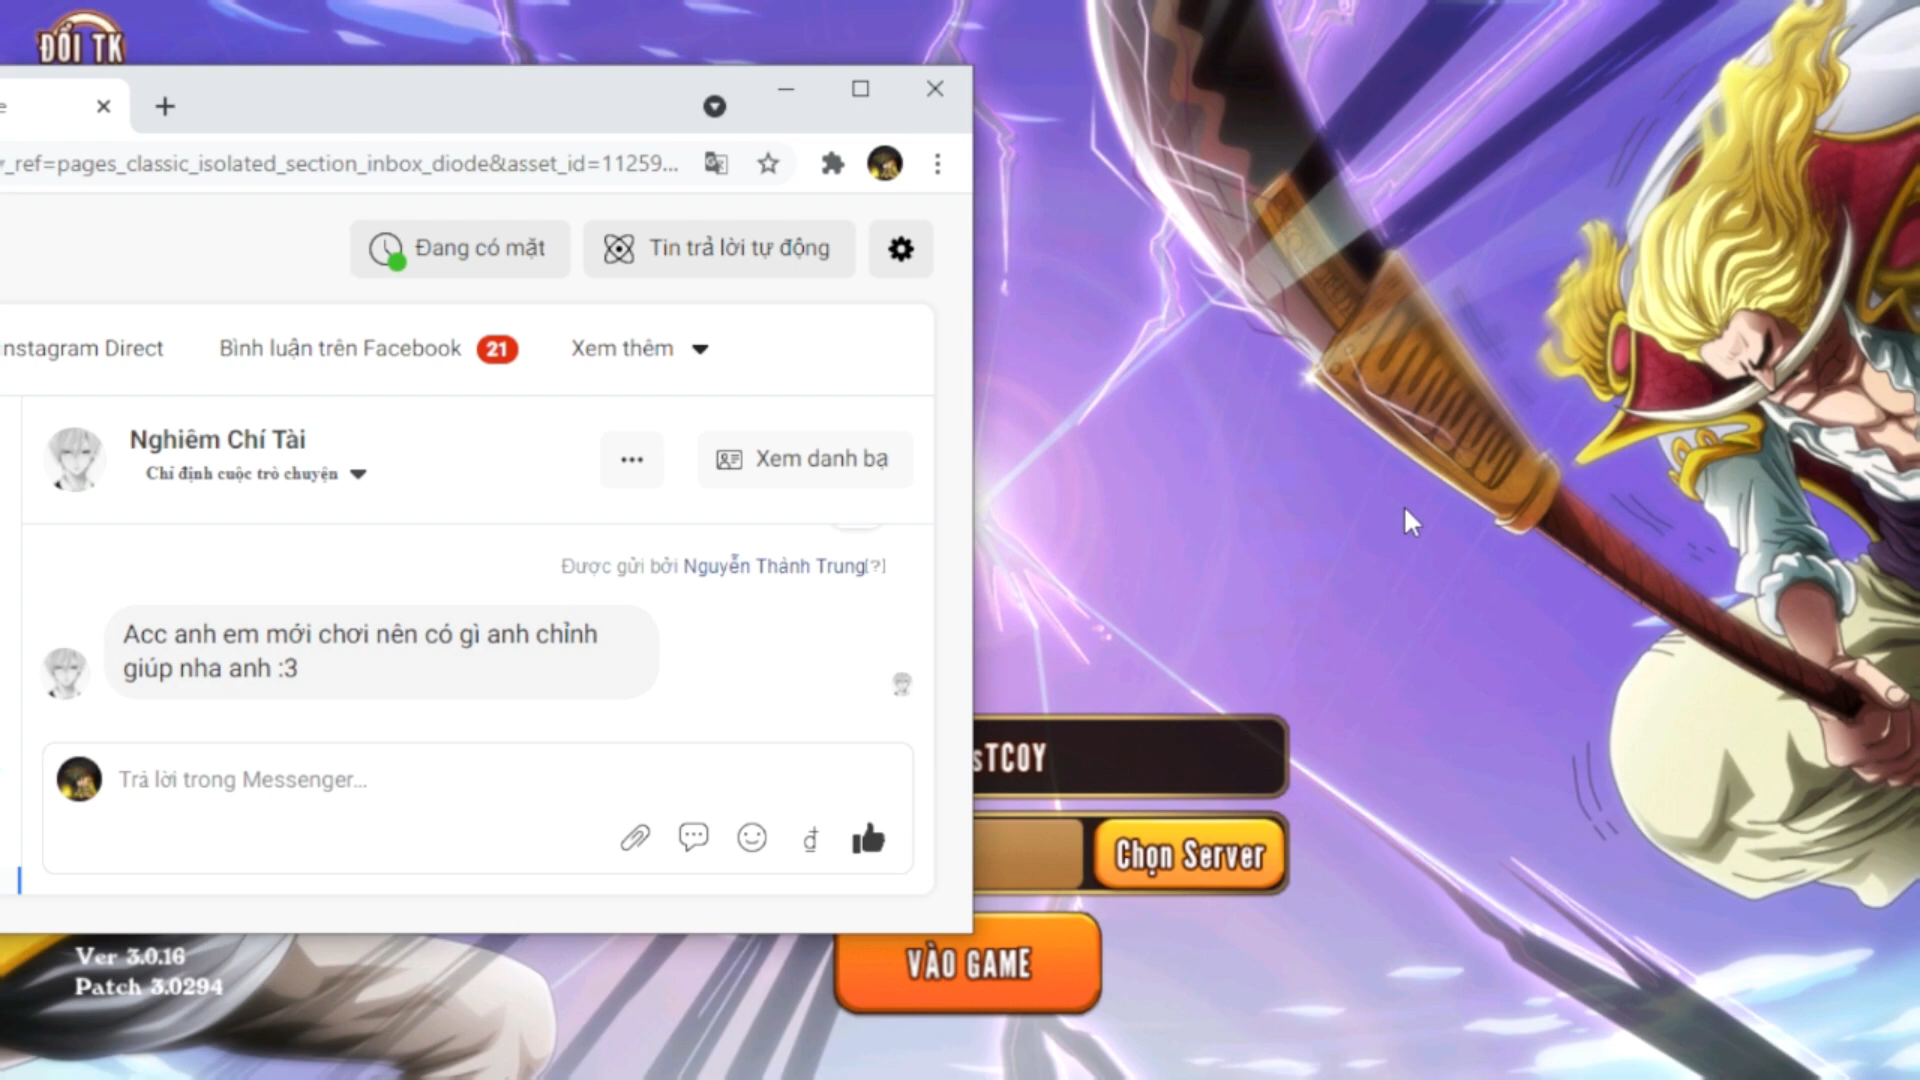 ĐỔI TK
_ref=pages_classic_isolated_section_inbox_diode&asset_id=11259...
Đang có mặt
Tin trả lời tự động
nstagram Direct
Bình luận trên Facebook 21
Xem thêm
Nghiêm Chí Tài
Chỉ định cuộc trò chuyện
Xem danh bạ
Được gửi bởi Nguyễn Thành Trung[?]
Acc anh em mới chơi nên có gì anh chỉnh
giúp nha anh :3
Trả lời trong Messenger...
sTCOY
Chọn Server
VÀO GAME
Ver 3.0.16
Patch 3.0294